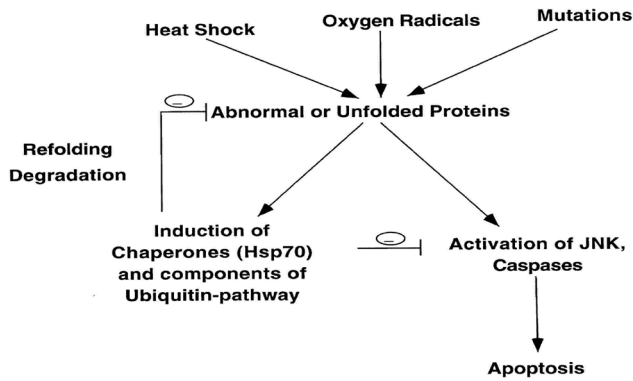 Heat Shock
Oxygen Radicals
Mutations
Abnormal or Unfolded Proteins
Refolding
Degradation
Induction of
Chaperones (Hsp70)
and components of
Ubiquitin-pathway
Activation of JNK,
Caspases
Apoptosis